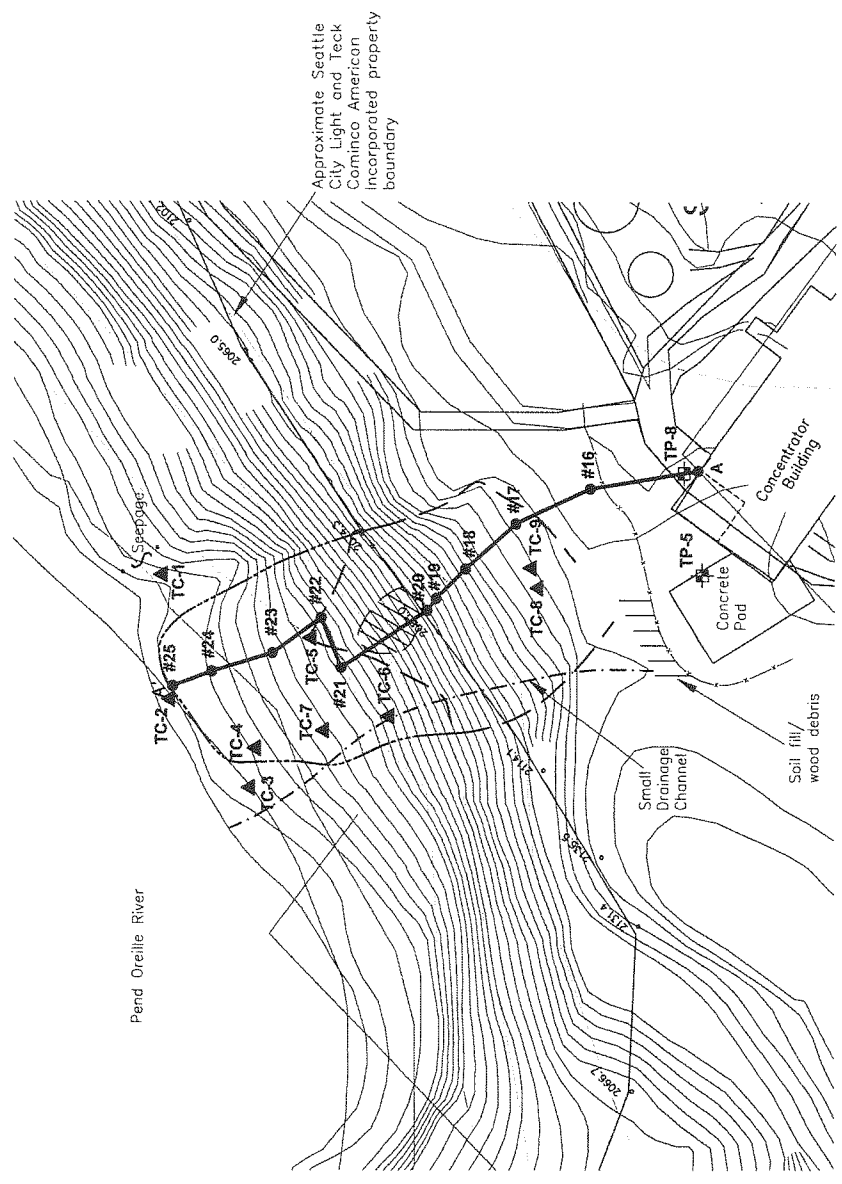 Approximate Seattle
City Light and Teck
Cominco American
Incorporated property
boundary
2102
2065.0
Seepage
TC-1
#25
A'
TC-2
#24
#23
#22
TC-5
#21
TC-4
TC-3
TC-7
TC-6
#20
#19
#18
#17
#16
TC-9
TC-8
TP-8
A
TP-5
Concentrator
Building
Concrete
Pad
Soil fill/
wood debris
Small
Drainage
Channel
2114.1
2131.4
2066.7
Pend Oreille River